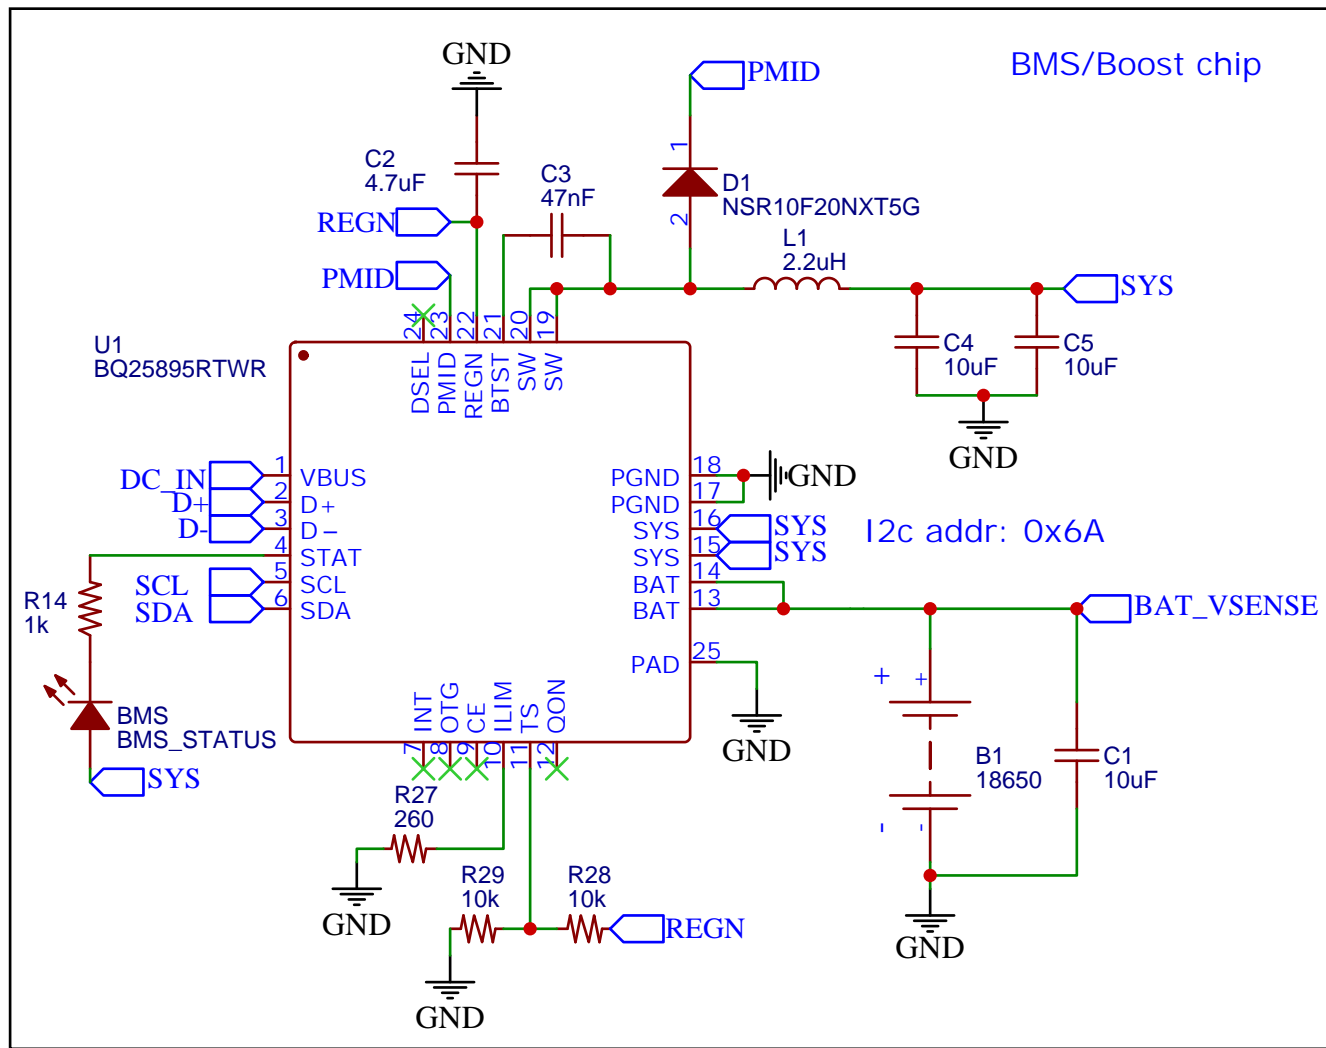 BMS/Boost chip
GND
PMID
C2
4.7uF
C3
47nF
1
D1
NSR10F20NXT5G
2
REGN
PMID
L1
2.2uH
SYS
C4
10uF
C5
10uF
GND
U1
BQ25895RTWR
24
23
22
21
20
19
DSEL
PMID
REGN
BTST
SW
SW
DC_IN
1
VBUS
D+
2
D+
D-
3
D-
4
STAT
SCL
5
SCL
SDA
6
SDA
PGND
18
GND
PGND
17
SYS
16
SYS
SYS
15
SYS
BAT
14
BAT
13
BAT_VSENSE
PAD
25
GND
I2c addr: 0x6A
R14
1k
BMS
BMS_STATUS
SYS
INT
OTG
CE
ILIM
TS
QON
7
8
9
10
11
12
R27
260
GND
R29
10k
R28
10k
REGN
GND
+
+
B1
18650
-
-
C1
10uF
GND